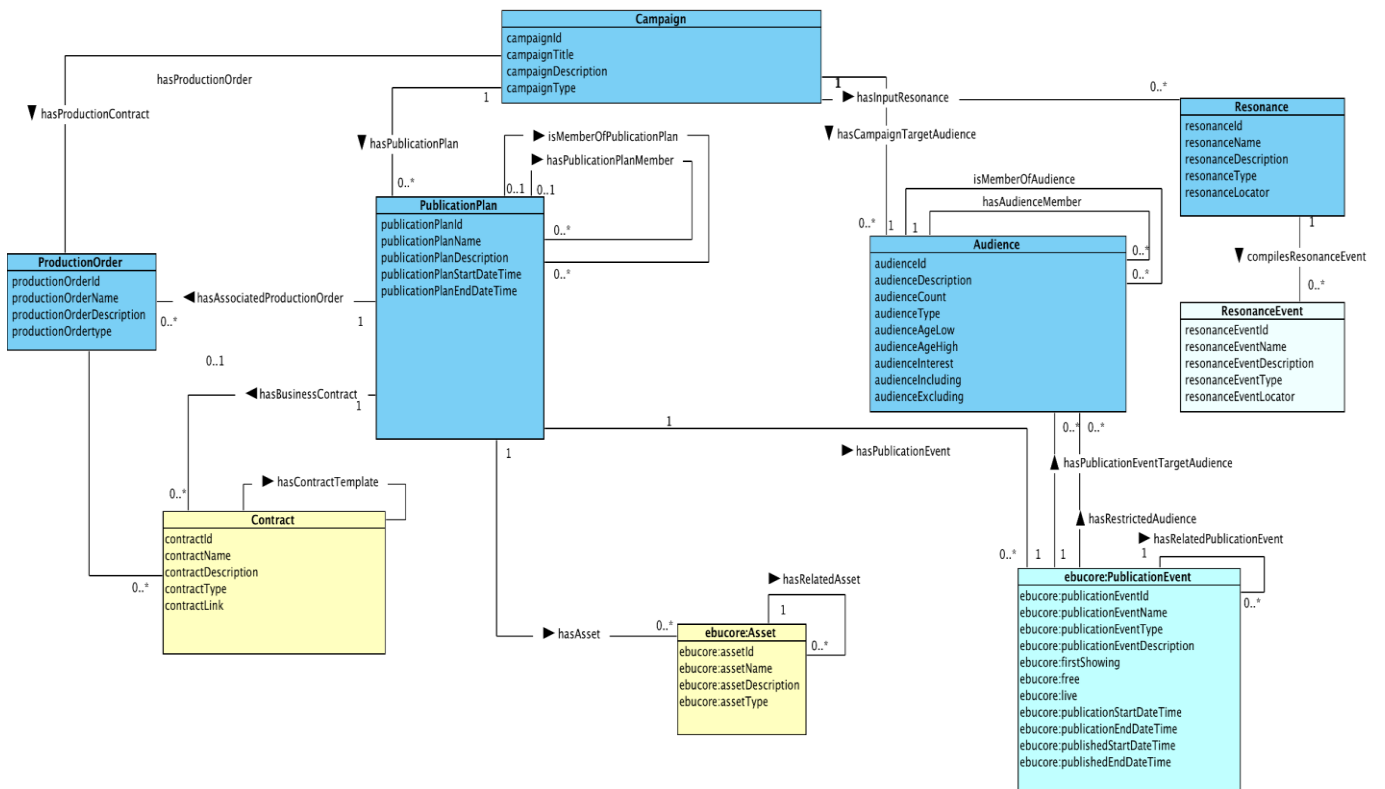 Campaign
campaignId
campaignTitle
campaignDescription
campaignType
1
1
hasProductionOrder
hasProductionContract
hasPublicationPlan
0..*
isMemberOfPublicationPlan
hasPublicationPlanMember
0..1
0..1
0..*
0..*
hasInputResonance
0..*
hasCampaignTargetAudience
Resonance
resonanceId
resonanceName
resonanceDescription
resonanceType
resonanceLocator
1
compilesResonanceEvent
0..*
ResonanceEvent
resonanceEventId
resonanceEventName
resonanceEventDescription
resonanceEventType
resonanceEventLocator
isMemberOfAudience
hasAudienceMember
0..*
1
1
0..*
0..*
Audience
audienceId
audienceDescription
audienceCount
audienceType
audienceAgeLow
audienceAgeHigh
audienceInterest
audienceIncluding
audienceExcluding
0..*
0..*
PublicationPlan
publicationPlanId
publicationPlanName
publicationPlanDescription
publicationPlanStartDateTime
publicationPlanEndDateTime
ProductionOrder
productionOrderId
productionOrderName
productionOrderDescription
productionOrdertype
hasAssociatedProductionOrder
0..*
1
0..1
hasBusinessContract
1
0..*
1
hasPublicationEvent
1
hasPublicationEventTargetAudience
hasRestrictedAudience
hasRelatedPublicationEvent
0..*
1
1
1
0..*
hasContractTemplate
Contract
contractId
contractName
contractDescription
contractType
contractLink
0..*
hasAsset
0..*
hasRelatedAsset
1
0..*
ebucore:Asset
ebucore:assetId
ebucore:assetName
ebucore:assetDescription
ebucore:assetType
ebucore:PublicationEvent
ebucore:publicationEventId
ebucore:publicationEventName
ebucore:publicationEventType
ebucore:publicationEventDescription
ebucore:firstShowing
ebucore:free
ebucore:live
ebucore:publicationStartDateTime
ebucore:publicationEndDateTime
ebucore:publishedStartDateTime
ebucore:publishedEndDateTime